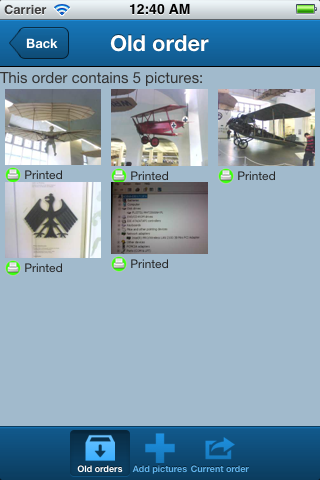 Carrier 12:40 AM
Back Old order
This order contains 5 pictures:
Printed Printed Printed
Printed Printed
Old orders Add pictures Current order